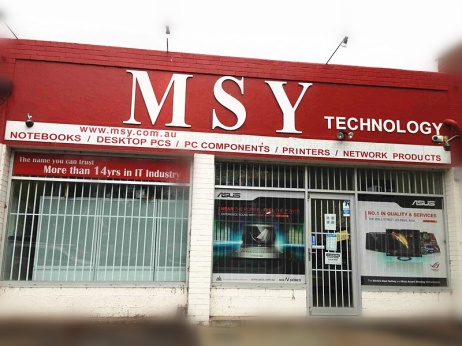 MSY TECHNOLOGY
www.msy.com.au
NOTEBOOKS / DESKTOP PCS / PC COMPONENTS / PRINTERS / NETWORK PRODUCTS
The name you can trust
More than 14yrs in IT Industry
ASUS
ASUS
NO.1 IN QUALITY & SERVICES